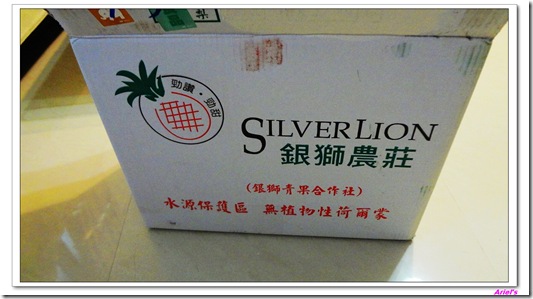 勁讚・勁甜
SILVERLION
銀獅農莊
(銀獅青果合作社)
水源保護區 無植物性荷爾蒙
Ariel's